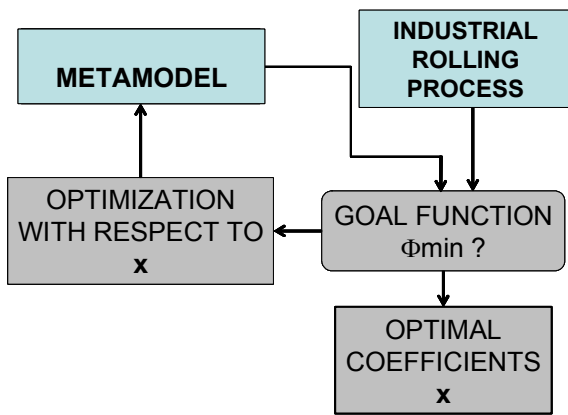 METAMODEL
INDUSTRIAL
ROLLING
PROCESS
OPTIMIZATION
WITH RESPECT TO
x
GOAL FUNCTION
Φmin ?
OPTIMAL
COEFFICIENTS
x